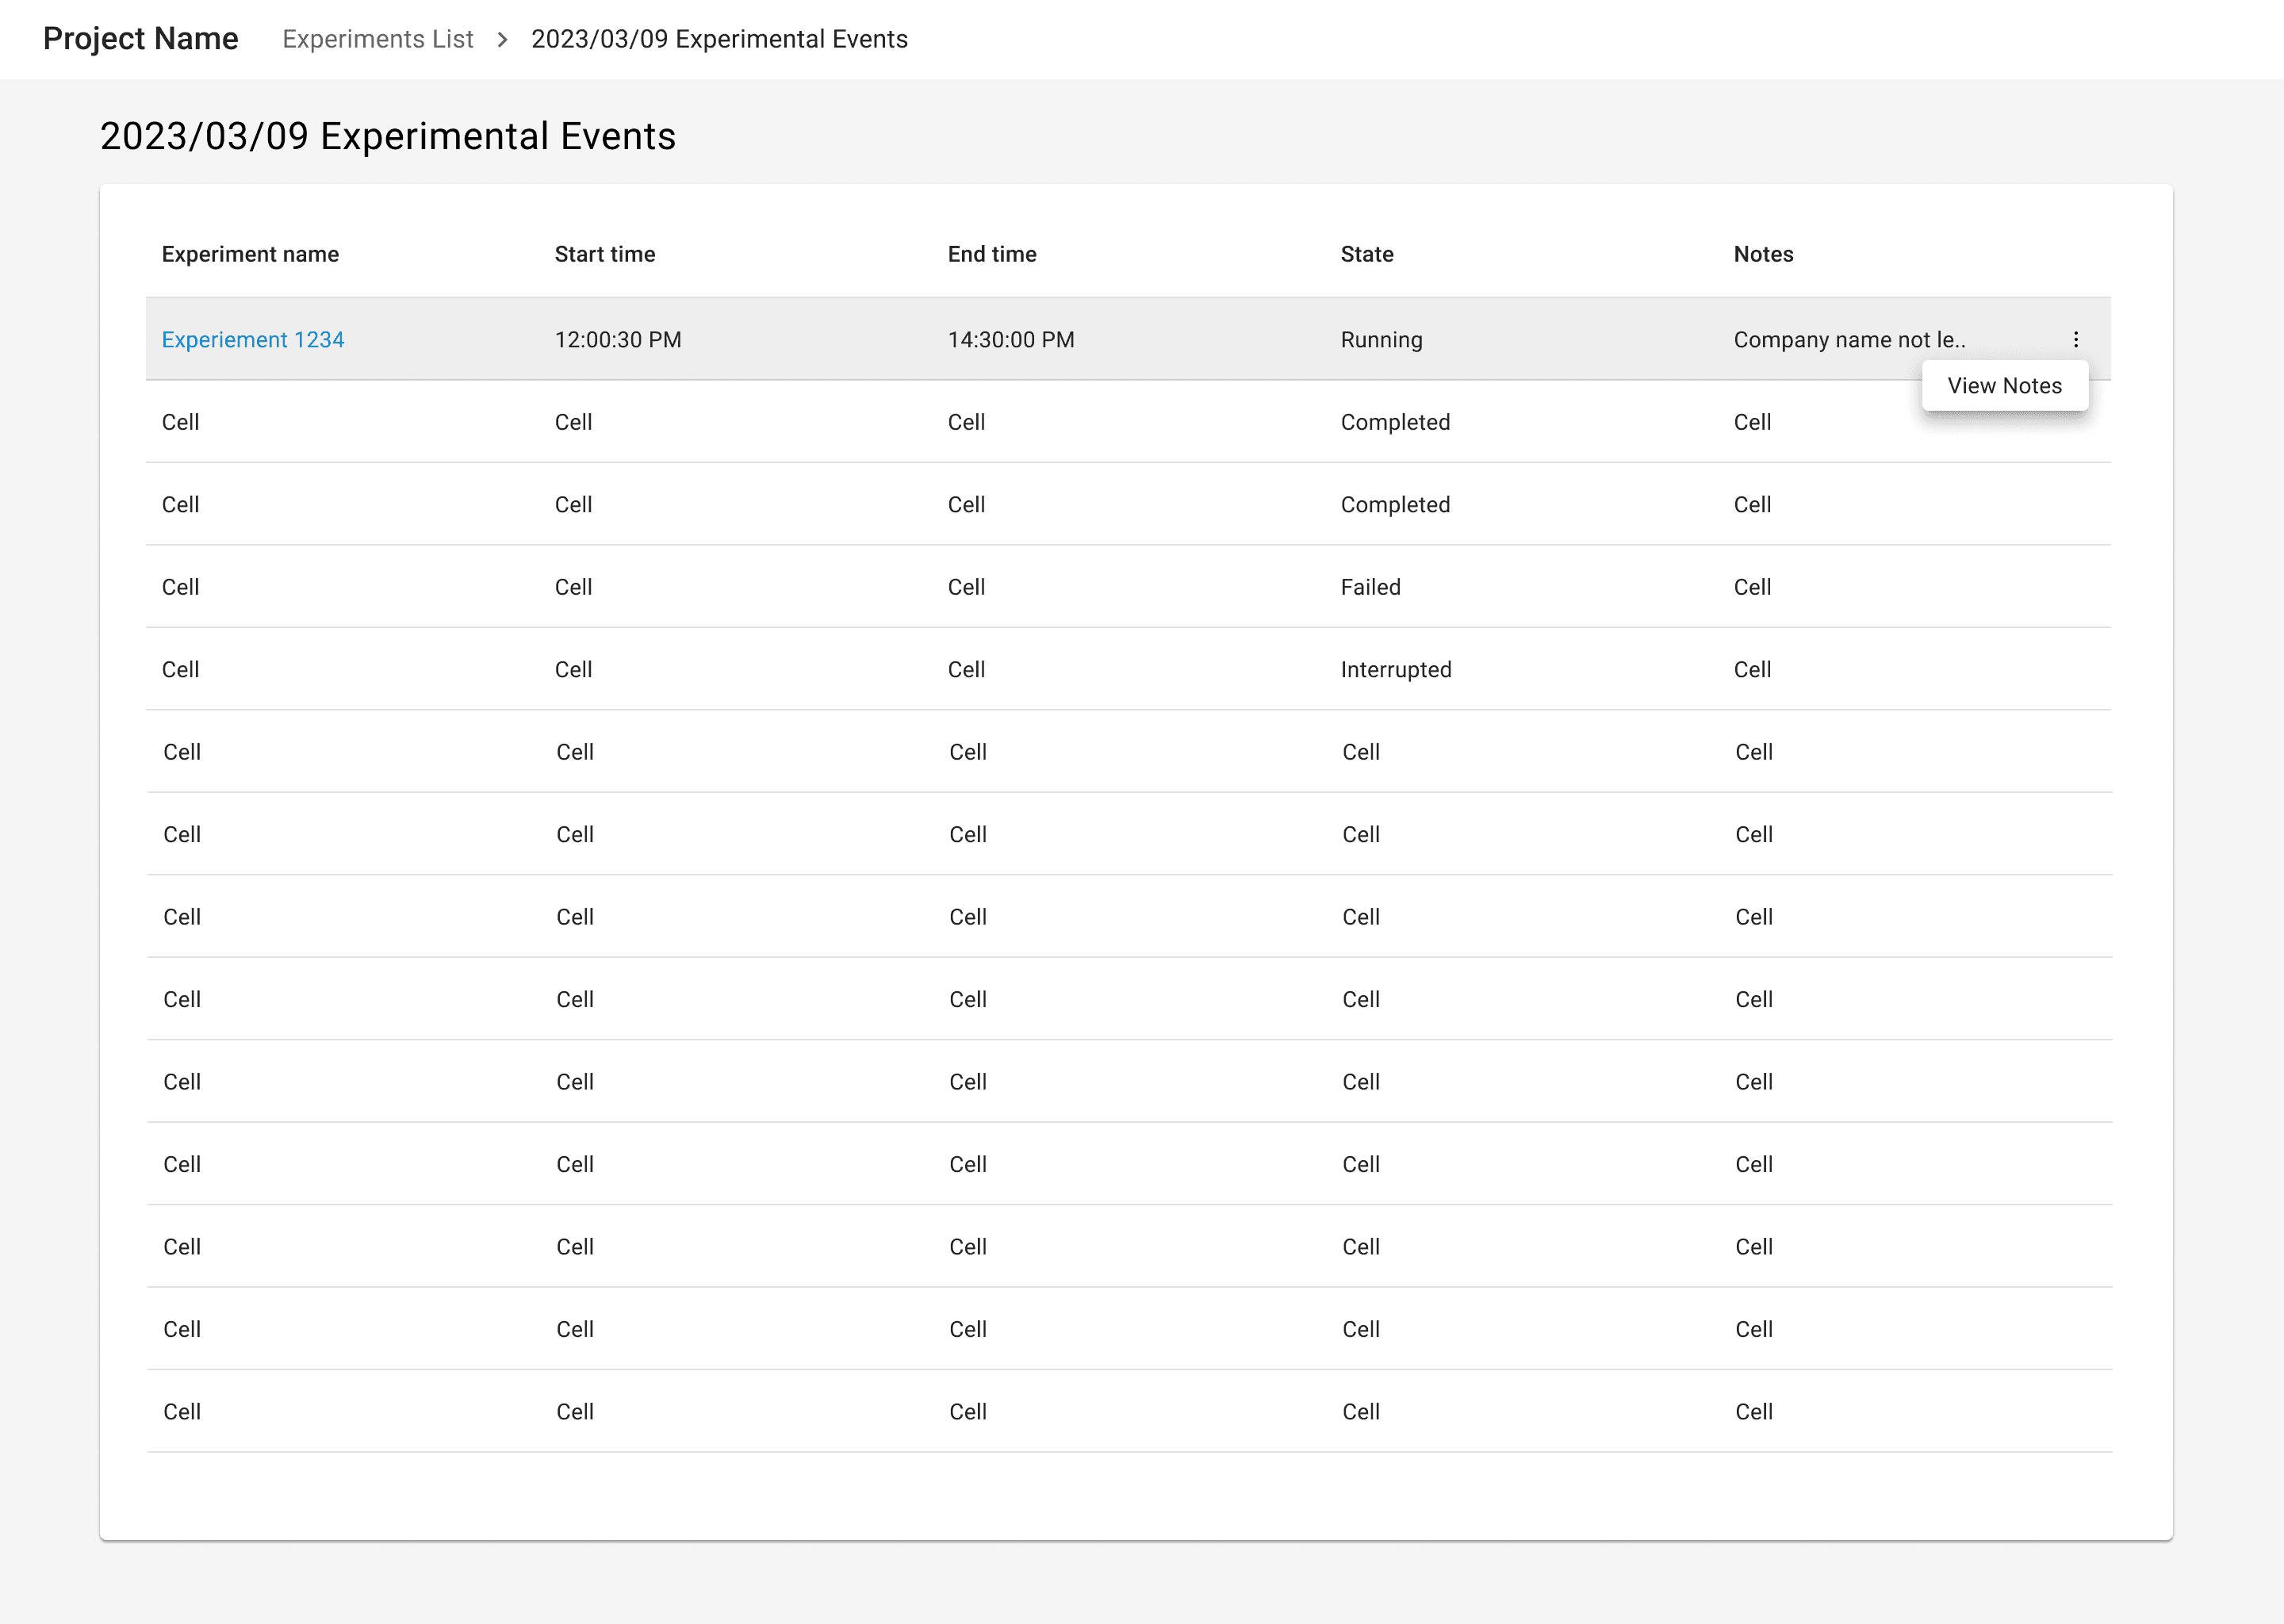 Project Name Experiments List > 2023/03/09 Experimental Events
2023/03/09 Experimental Events
Experiment name Start time End time State Notes
Experiement 1234 12:00:30 PM 14:30:00 PM Running Company name not le..
View Notes
Cell Cell Cell Completed Cell
Cell Cell Cell Completed Cell
Cell Cell Cell Failed Cell
Cell Cell Cell Interrupted Cell
Cell Cell Cell Cell Cell
Cell Cell Cell Cell Cell
Cell Cell Cell Cell Cell
Cell Cell Cell Cell Cell
Cell Cell Cell Cell Cell
Cell Cell Cell Cell Cell
Cell Cell Cell Cell Cell
Cell Cell Cell Cell Cell
Cell Cell Cell Cell Cell